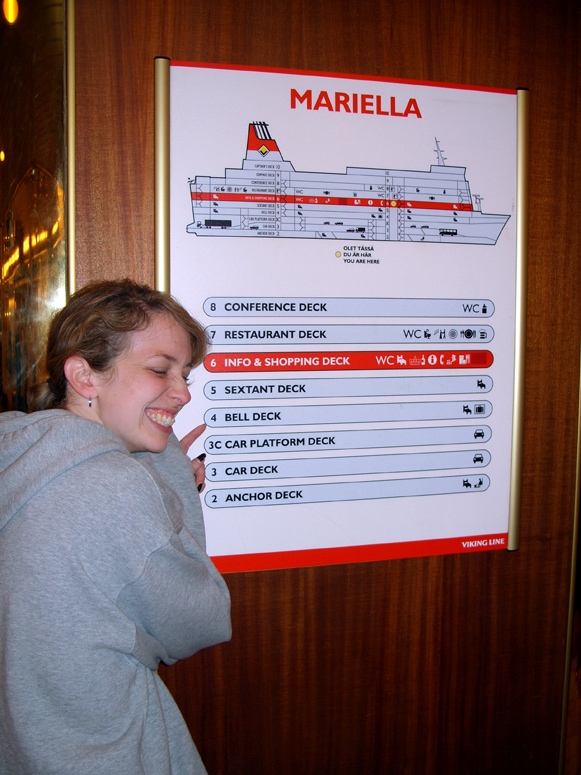 MARIELLA
OLET TÄSSÄ
DU ÄR HÄR
YOU ARE HERE
8 CONFERENCE DECK WC
7 RESTAURANT DECK WC
6 INFO & SHOPPING DECK WC
5 SEXTANT DECK
4 BELL DECK
3C CAR PLATFORM DECK
3 CAR DECK
2 ANCHOR DECK
VIKING LINE